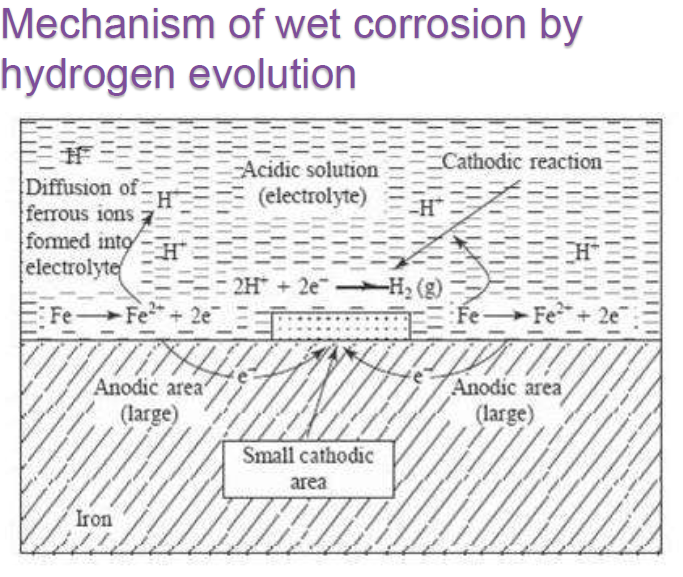 Mechanism of wet corrosion by
hydrogen evolution
H⁺
Acidic solution
(electrolyte)
Cathodic reaction
Diffusion of
ferrous ions
formed into
electrolyte
H⁺
H⁺
H⁺
H⁺
2H⁺ + 2e⁻ → H₂ (g)
Fe → Fe²⁺ + 2e⁻
Fe → Fe²⁺ + 2e⁻
e⁻
e⁻
Anodic area
(large)
Anodic area
(large)
Small cathodic
area
Iron